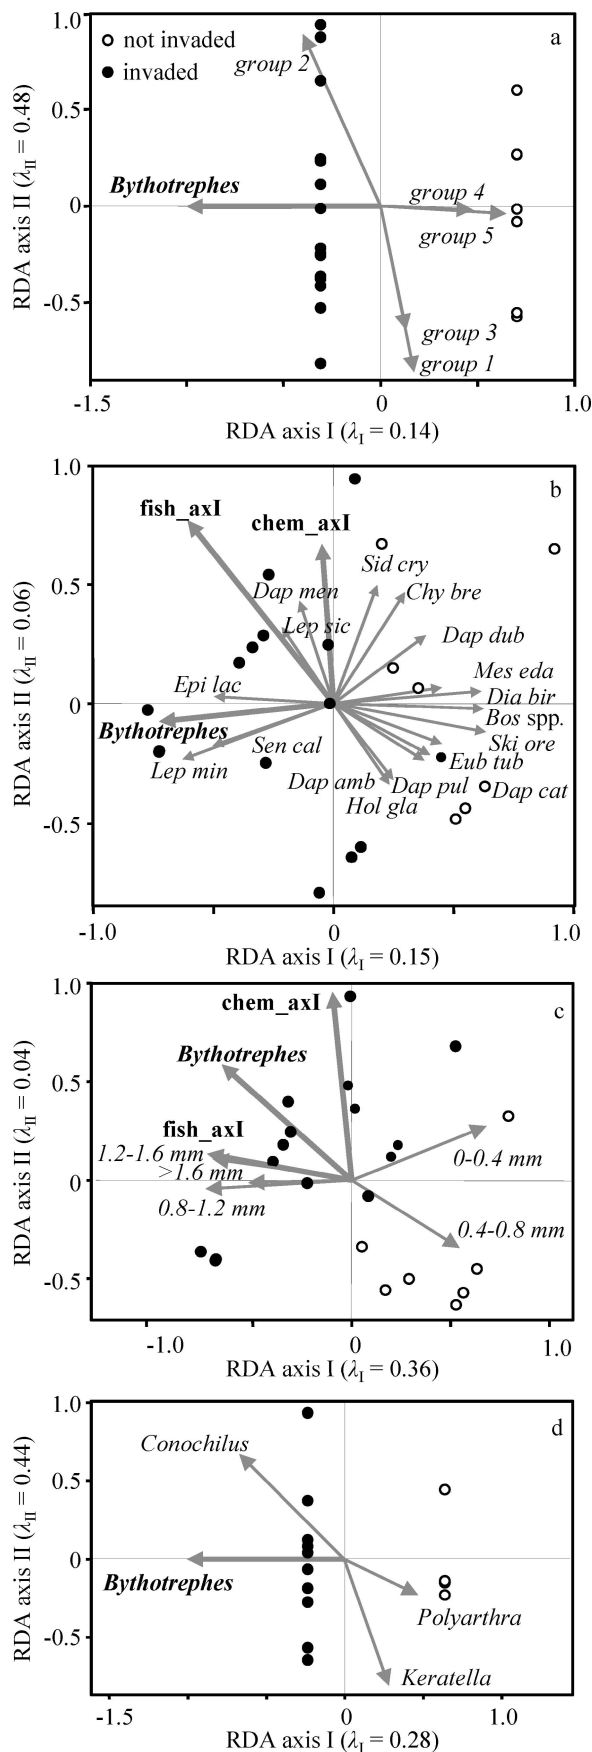 1.0
not invaded
a
invaded
group 2
0.5
Bythotrephes
group 4
0
group 5
-0.5
group 3
group 1
RDA axis II (λII = 0.48)
-1.5
0
1.0
RDA axis I (λI = 0.14)
1.0
b
fish_axI
chem_axI
Sid cry
0.5
Dap men
Chy bre
Lep sic
Dap dub
Mes eda
Epi lac
Dia bir
0
Bos spp.
Bythotrephes
Ski ore
Sen cal
Eub tub
Lep min
Dap amb
Dap pul
Dap cat
Hol gla
-0.5
RDA axis II (λII = 0.06)
-1.0
0
1.0
RDA axis I (λI = 0.15)
1.0
chem_axI
c
Bythotrephes
0.5
fish_axI
1.2-1.6 mm
0-0.4 mm
>1.6 mm
0
0.8-1.2 mm
0.4-0.8 mm
-0.5
RDA axis II (λII = 0.04)
-1.0
0
1.0
RDA axis I (λI = 0.36)
1.0
d
Conochilus
0.5
0
Bythotrephes
Polyarthra
-0.5
Keratella
RDA axis II (λII = 0.44)
-1.5
0
1.0
RDA axis I (λI = 0.28)